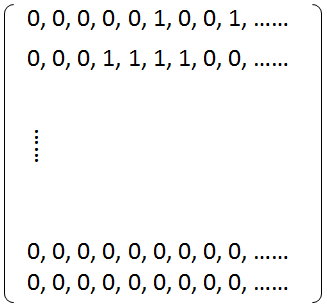 0, 0, 0, 0, 0, 1, 0, 0, 1, ......
0, 0, 0, 1, 1, 1, 1, 0, 0, ......
......
0, 0, 0, 0, 0, 0, 0, 0, 0, ......
0, 0, 0, 0, 0, 0, 0, 0, 0, ......